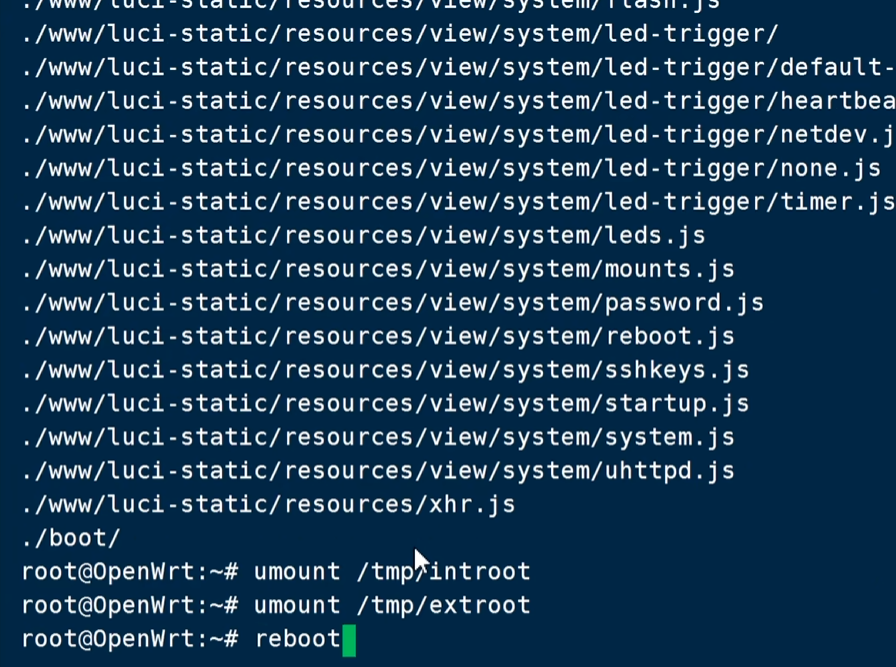 ./www/luci-static/resources/view/system/flash.js
./www/luci-static/resources/view/system/led-trigger/
./www/luci-static/resources/view/system/led-trigger/default-
./www/luci-static/resources/view/system/led-trigger/heartbea
./www/luci-static/resources/view/system/led-trigger/netdev.j
./www/luci-static/resources/view/system/led-trigger/none.js
./www/luci-static/resources/view/system/led-trigger/timer.js
./www/luci-static/resources/view/system/leds.js
./www/luci-static/resources/view/system/mounts.js
./www/luci-static/resources/view/system/password.js
./www/luci-static/resources/view/system/reboot.js
./www/luci-static/resources/view/system/sshkeys.js
./www/luci-static/resources/view/system/startup.js
./www/luci-static/resources/view/system/system.js
./www/luci-static/resources/view/system/uhttpd.js
./www/luci-static/resources/xhr.js
./boot/
root@OpenWrt:~# umount /tmp/introot
root@OpenWrt:~# umount /tmp/extroot
root@OpenWrt:~# reboot